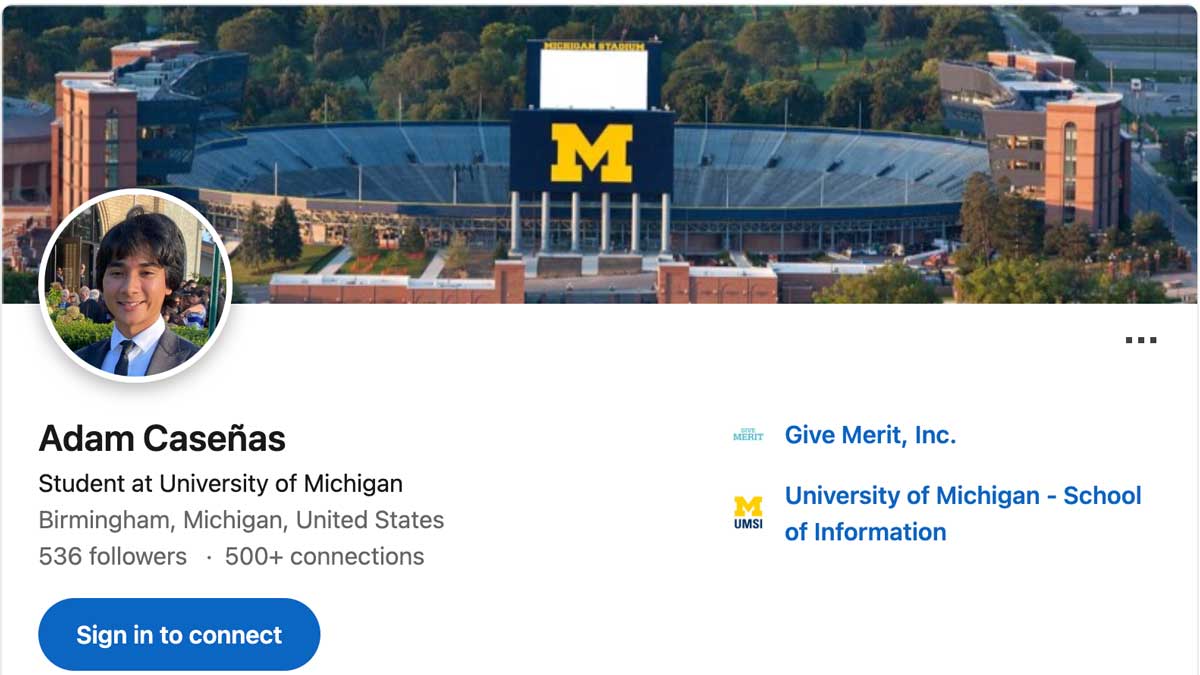 MICHIGAN STADIUM
M
Adam Caseñas
Student at University of Michigan
Birmingham, Michigan, United States
536 followers · 500+ connections
Sign in to connect
GIVE
MERIT
Give Merit, Inc.
M
UMSI
University of Michigan - School
of Information